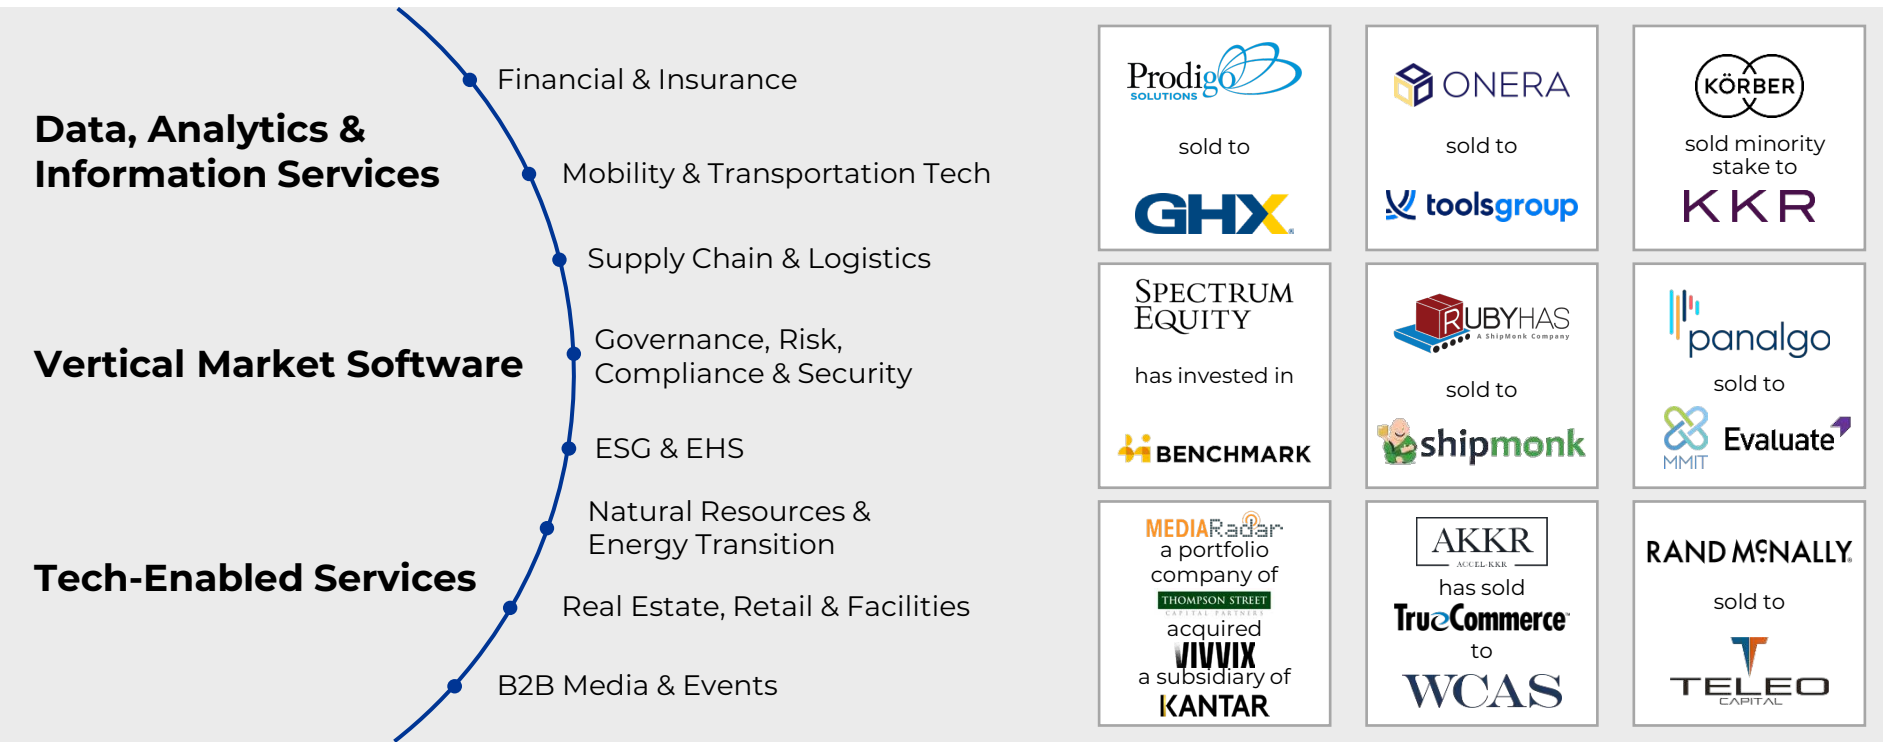 Data, Analytics &
Information Services
Vertical Market Software
Tech-Enabled Services
Financial & Insurance
Mobility & Transportation Tech
Supply Chain & Logistics
Governance, Risk,
Compliance & Security
ESG & EHS
Natural Resources &
Energy Transition
Real Estate, Retail & Facilities
B2B Media & Events
Prodigo
SOLUTIONS
sold to
GHX
ONERA
sold to
toolsgroup
KÖRBER
sold minority
stake to
KKR
SPECTRUM
EQUITY
has invested in
BENCHMARK
RUBYHAS
A ShipMonk Company
sold to
shipmonk
panalgo
sold to
MMIT Evaluate
MEDIARadar
a portfolio
company of
THOMPSON STREET
CAPITAL PARTNERS
acquired
VIVVIX
a subsidiary of
KANTAR
AKKR
ACCEL-KKR
has sold
TrueCommerce™
to
WCAS
RAND MCNALLY®
sold to
TELEO
CAPITAL